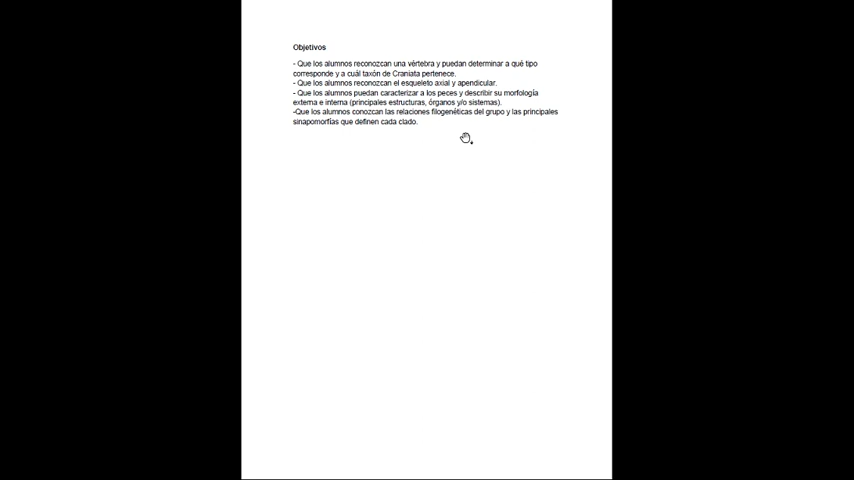 Objetivos
- Que los alumnos reconozcan una vértebra y puedan determinar a qué tipo
corresponde y a cuál taxón de Craniata pertenece.
- Que los alumnos reconozcan el esqueleto axial y apendicular.
- Que los alumnos puedan caracterizar a los peces y describir su morfología
externa e interna (principales estructuras, órganos y/o sistemas).
-Que los alumnos conozcan las relaciones filogenéticas del grupo y las principales
sinapomorfías que definen cada clado.